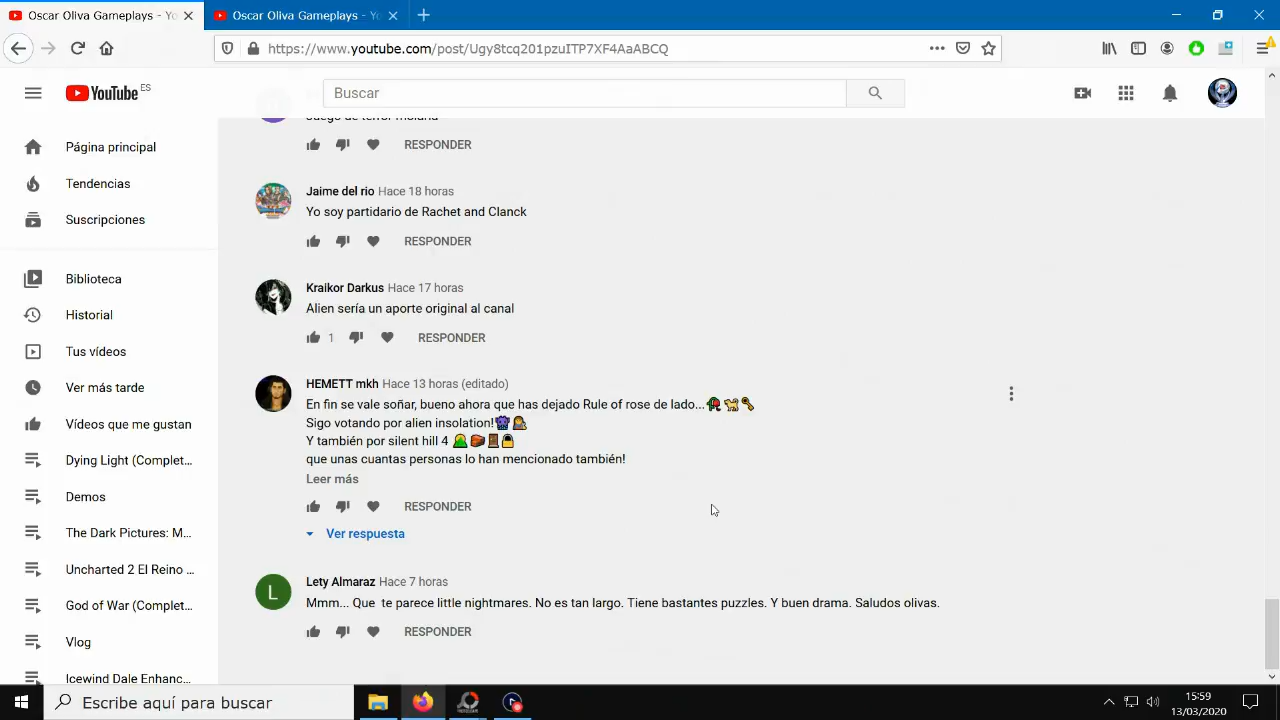 Oscar Oliva Gameplays - Yo
Oscar Oliva Gameplays - Yo
https://www.youtube.com/post/Ugy8tcq201pzuITP7XF4AaABCQ
YouTube ES
Buscar
Página principal
Tendencias
Suscripciones
Biblioteca
Historial
Tus vídeos
Ver más tarde
Vídeos que me gustan
Dying Light (Complet...
Demos
The Dark Pictures: M...
Uncharted 2 El Reino ...
God of War (Complet...
Vlog
Icewind Dale Enhanc...
Juego de terror molaria
RESPONDER
Jaime del rio Hace 18 horas
Yo soy partidario de Rachet and Clanck
RESPONDER
Kraikor Darkus Hace 17 horas
Alien sería un aporte original al canal
1 RESPONDER
HEMETT mkh Hace 13 horas (editado)
En fin se vale soñar, bueno ahora que has dejado Rule of rose de lado...🥀🐕🗝
Sigo votando por alien insolation!👾👩‍🚀
Y también por silent hill 4
que unas cuantas personas lo han mencionado también!
Leer más
RESPONDER
Ver respuesta
L
Lety Almaraz Hace 7 horas
Mmm... Que te parece little nightmares. No es tan largo. Tiene bastantes puzzles. Y buen drama. Saludos olivas.
RESPONDER
Escribe aquí para buscar
15:59
13/03/2020